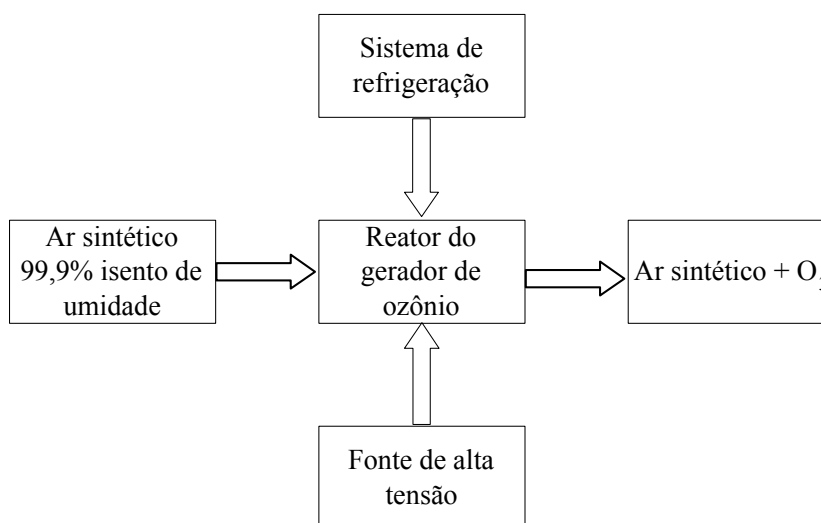 Sistema de
refrigeração
Ar sintético
99,9% isento de
umidade
Reator do
gerador de
ozônio
Ar sintético + O
Fonte de alta
tensão